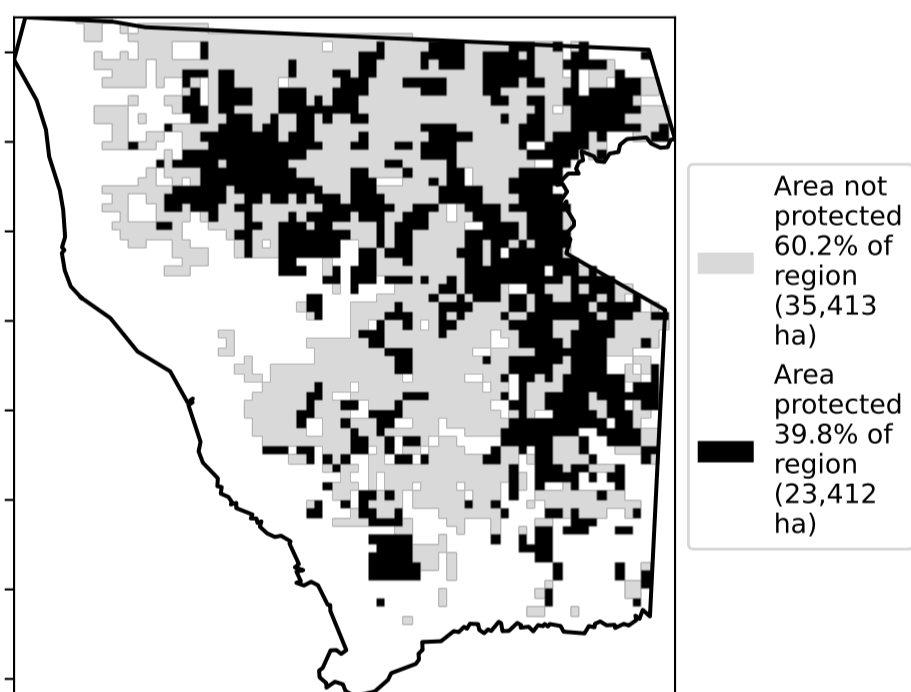 Area not
protected
60.2% of
region
(35,413
ha)
Area
protected
39.8% of
region
(23,412
ha)